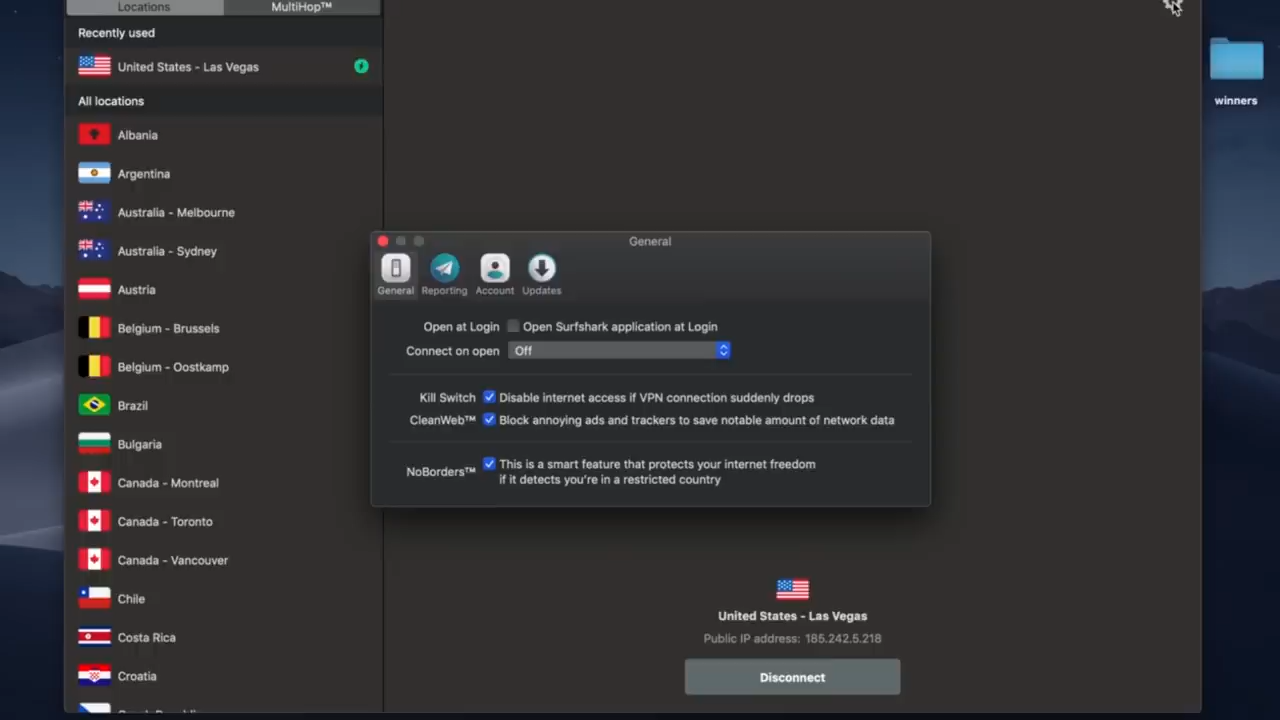 Locations
MultiHop™
Recently used
United States - Las Vegas
winners
All locations
Albania
Argentina
Australia - Melbourne
Australia - Sydney
Austria
Belgium - Brussels
Belgium - Oostkamp
Brazil
Bulgaria
Canada - Montreal
Canada - Toronto
Canada - Vancouver
Chile
Costa Rica
Croatia
General
General
Reporting
Account
Updates
Open at Login
Open Surfshark application at Login
Connect on open
Off
Kill Switch
Disable internet access if VPN connection suddenly drops
CleanWeb™
Block annoying ads and trackers to save notable amount of network data
NoBorders™
This is a smart feature that protects your internet freedom
if it detects you're in a restricted country
United States - Las Vegas
Public IP address: 185.242.5.218
Disconnect